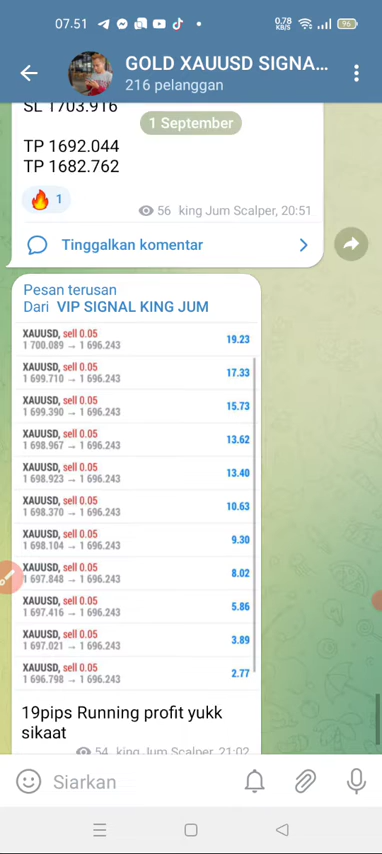 07.51
0.78
KB/S
96
GOLD XAUUSD SIGNA...
216 pelanggan
SL 1703.916
1 September
TP 1692.044
TP 1682.762
🔥 1
56 king Jum Scalper, 20:51
Tinggalkan komentar
Pesan terusan
Dari VIP SIGNAL KING JUM
XAUUSD, sell 0.05
1 700.089 → 1 696.243
19.23
XAUUSD, sell 0.05
1 699.710 → 1 696.243
17.33
XAUUSD, sell 0.05
1 699.390 → 1 696.243
15.73
XAUUSD, sell 0.05
1 698.967 → 1 696.243
13.62
XAUUSD, sell 0.05
1 698.923 → 1 696.243
13.40
XAUUSD, sell 0.05
1 698.370 → 1 696.243
10.63
XAUUSD, sell 0.05
1 698.104 → 1 696.243
9.30
XAUUSD, sell 0.05
1 697.848 → 1 696.243
8.02
XAUUSD, sell 0.05
1 697.416 → 1 696.243
5.86
XAUUSD, sell 0.05
1 697.021 → 1 696.243
3.89
XAUUSD, sell 0.05
1 696.798 → 1 696.243
2.77
19pips Running profit yukk
sikaat
54 king Jum Scalper, 21:02
Siarkan